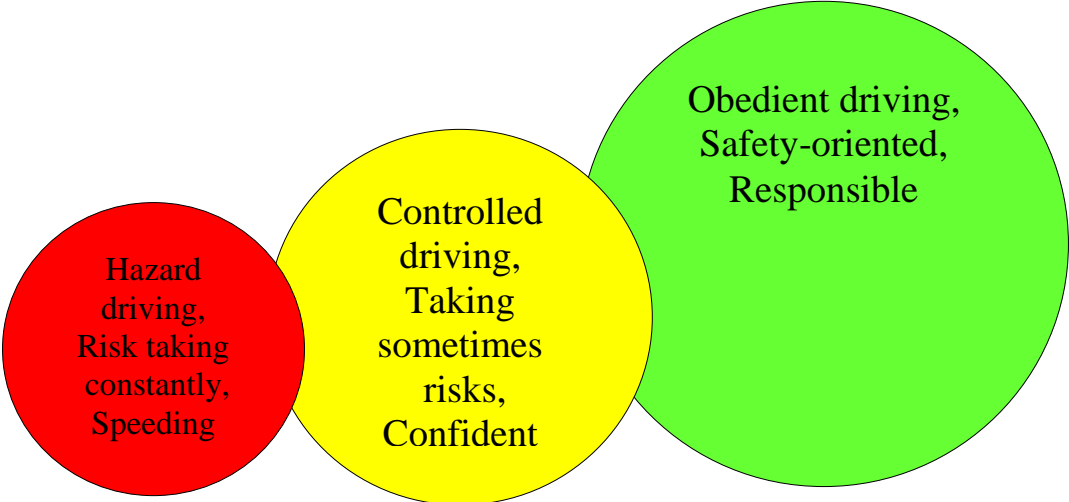 Hazard
driving,
Risk taking
constantly,
Speeding
Controlled
driving,
Taking
sometimes
risks,
Confident
Obedient driving,
Safety-oriented,
Responsible